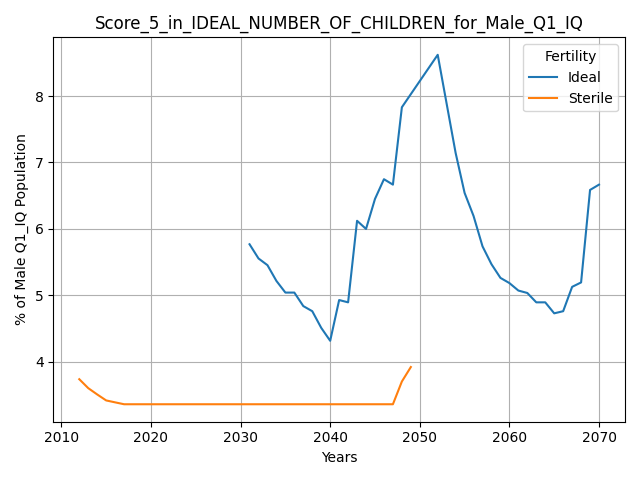 Score_5_in_IDEAL_NUMBER_OF_CHILDREN_for_Male_Q1_IQ
Fertility
Ideal
Sterile
% of Male Q1_IQ Population
8
7
6
5
4
2010 2020 2030 2040 2050 2060 2070
Years